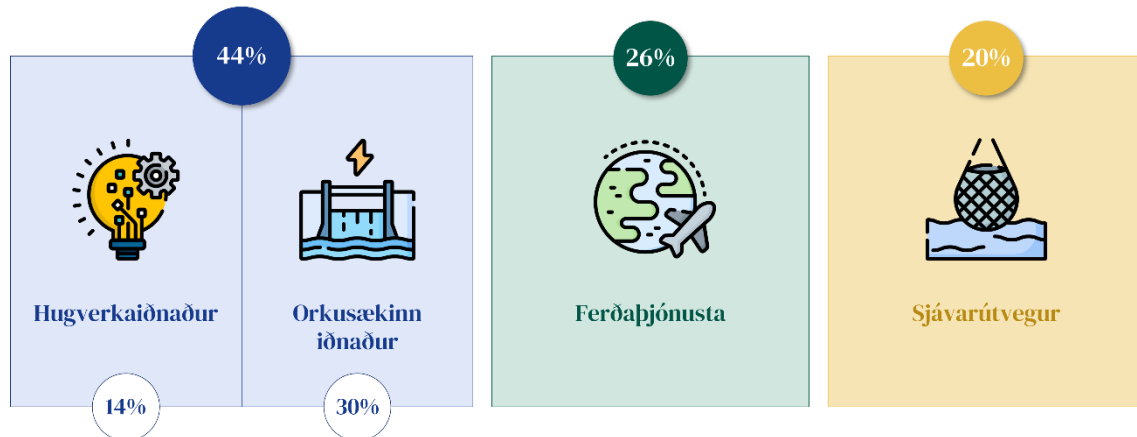 44%
Hugverkaiðnaður
14%
Orkusækinn
iðnaður
30%
26%
Ferðaþjónusta
20%
Sjávarútvegur